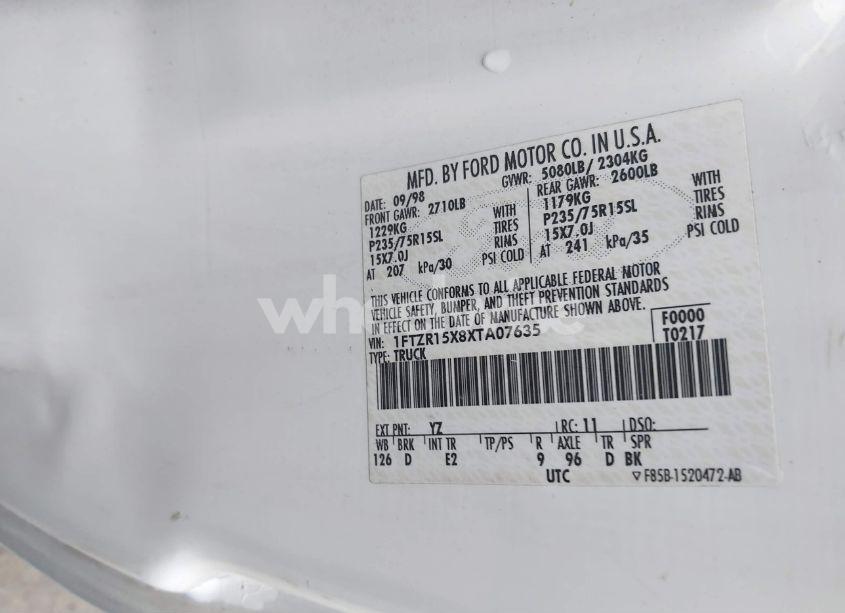 MFD. BY FORD MOTOR CO. IN U.S.A.
DATE: 09/98 GVWR: 5080LB/ 2304KG
FRONT GAWR: 2710LB REAR GAWR: 2600LB
1229KG WITH 1179KG WITH
P235/75R15SL TIRES P235/75R15SL TIRES
15X7.0J RIMS 15X7.0J RIMS
AT 207 kPa/30 PSI COLD AT 241 kPa/35 PSI COLD
THIS VEHICLE CONFORMS TO ALL APPLICABLE FEDERAL MOTOR
VEHICLE SAFETY, BUMPER, AND THEFT PREVENTION STANDARDS
IN EFFECT ON THE DATE OF MANUFACTURE SHOWN ABOVE.
VIN: 1FTZR15X8XTA07635 F0000
TYPE: TRUCK T0217
EXT PNT: YZ RC: 11 DSO:
WB BRK INT TR TP/PS R AXLE TR SPR
126 D E2 9 96 D BK
UTC F85B-1520472-AB